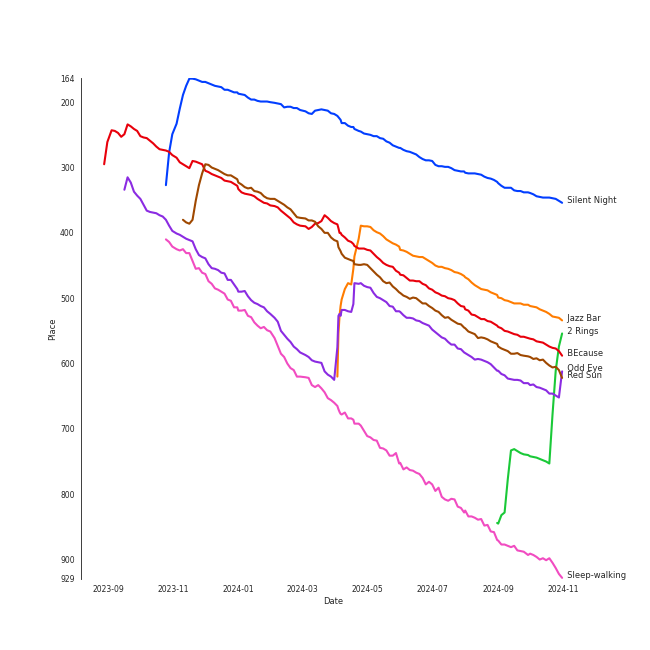 164
200
300
400
500
600
700
800
900
929
Place
2023-09
2023-11
2024-01
2024-03
2024-05
2024-07
2024-09
2024-11
Date
Silent Night
Jazz Bar
2 Rings
BEcause
Odd Eye
Red Sun
Sleep-walking